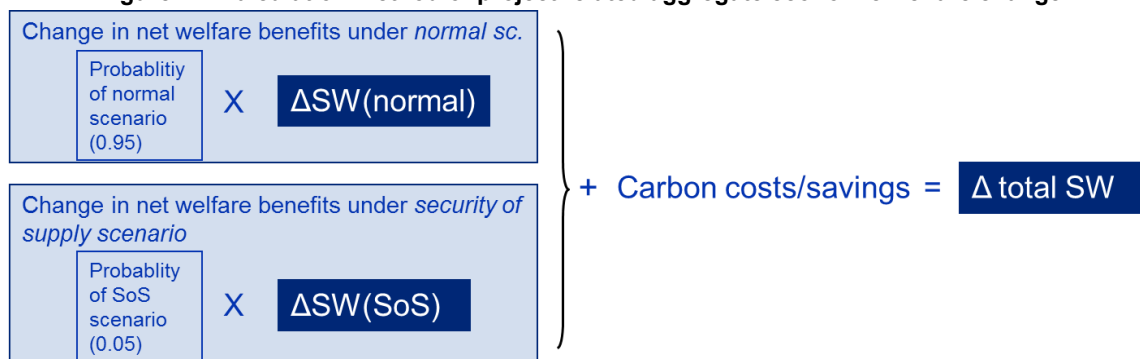 Change in net welfare benefits under normal sc.
Probablitiy
of normal
scenario
(0.95)
X
ΔSW(normal)
Change in net welfare benefits under security of
supply scenario
Probablity
of SoS
scenario
(0.05)
X
ΔSW(SoS)
+ Carbon costs/savings =
Δ total SW